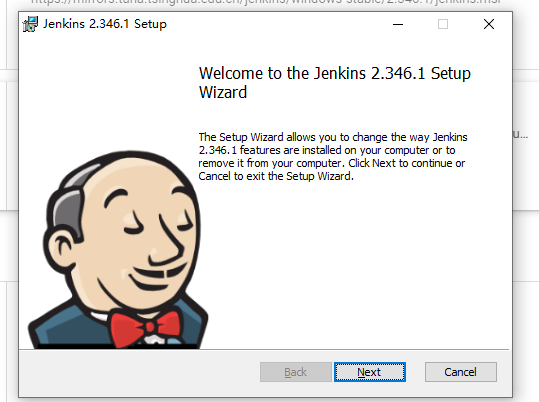 https://mirrors.tuna.tsinghua.edu.cn/jenkins/windows-stable/2.346.1/jenkins.msi
Jenkins 2.346.1 Setup
Welcome to the Jenkins 2.346.1 Setup
Wizard
The Setup Wizard allows you to change the way Jenkins
2.346.1 features are installed on your computer or to
remove it from your computer. Click Next to continue or
Cancel to exit the Setup Wizard.
u...
Back
Next
Cancel